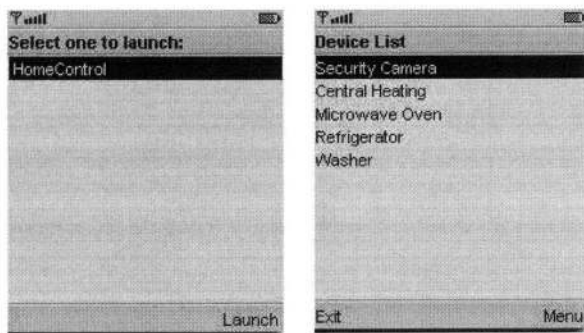 Select one to launch:
HomeControl
Launch
Device List
Security Camera
Central Heating
Microwave Oven
Refrigerator
Washer
Exit
Menu